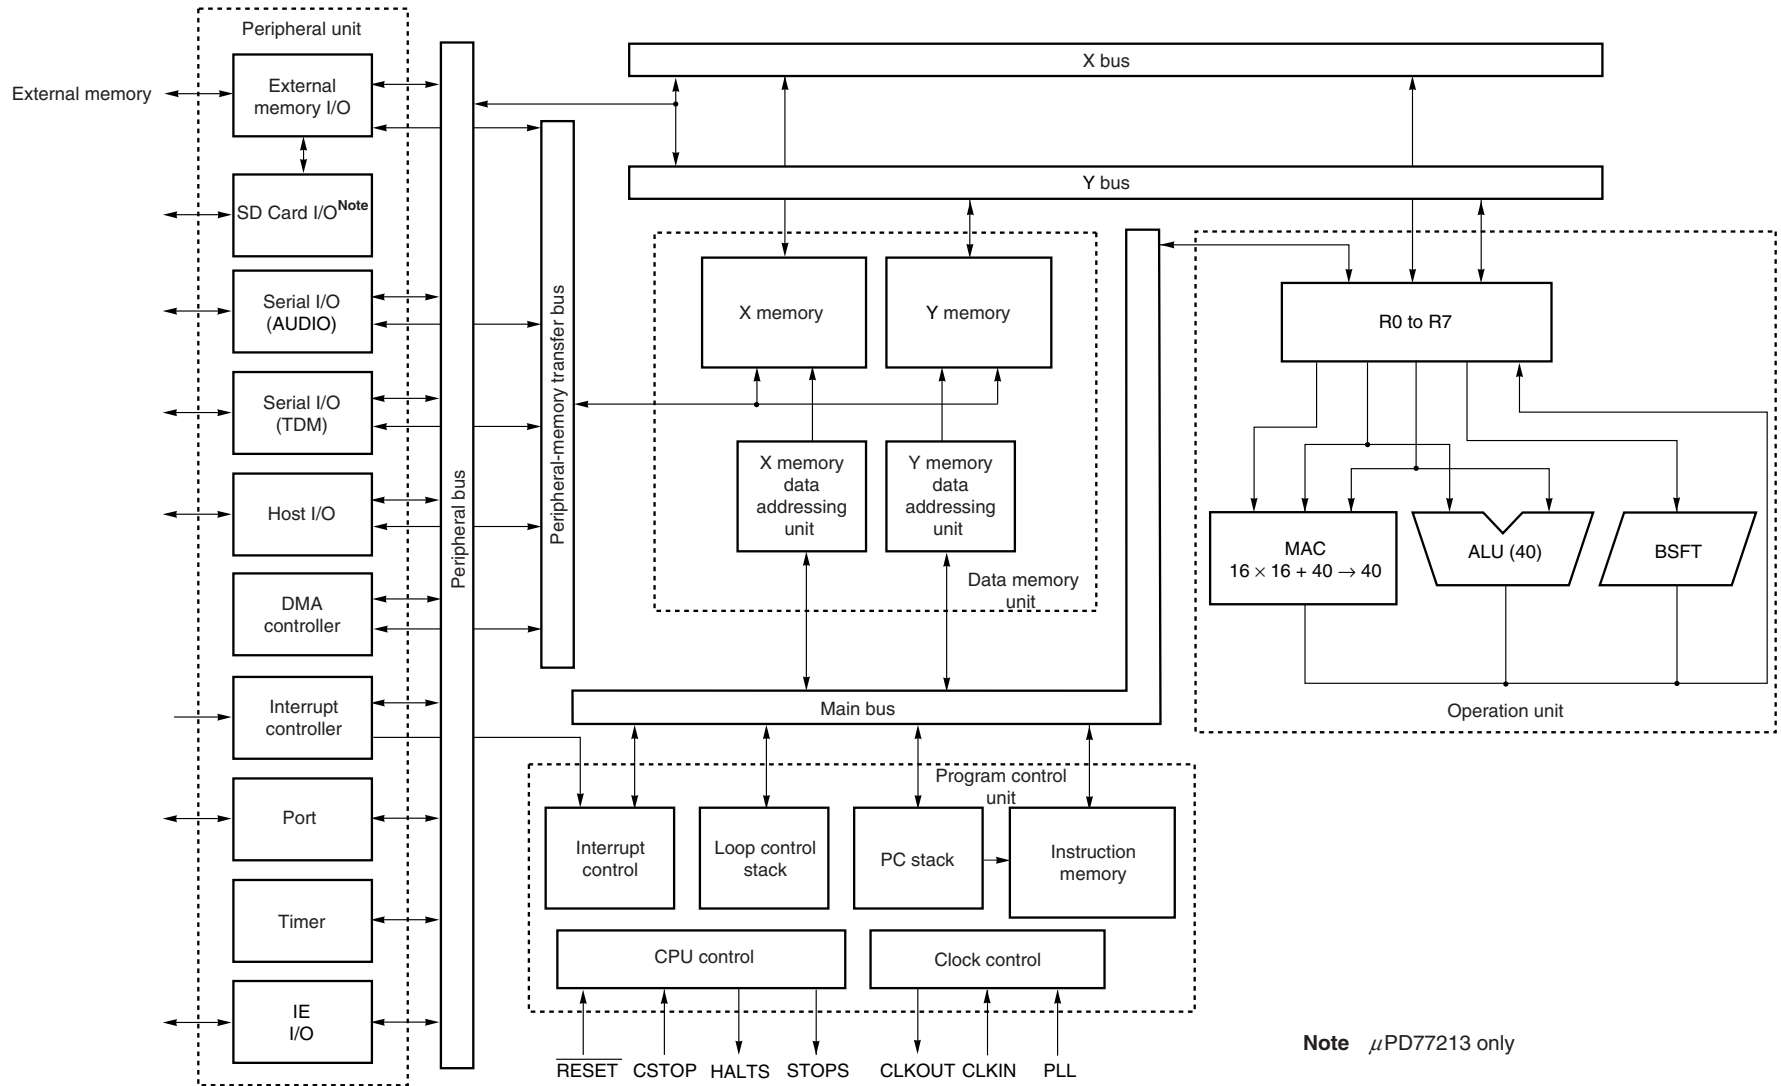 Peripheral unit
External memory
External
memory I/O
SD Card I/O Note
Serial I/O
(AUDIO)
Serial I/O
(TDM)
Host I/O
DMA
controller
Interrupt
controller
Port
Timer
IE
I/O
Peripheral bus
Peripheral-memory transfer bus
X bus
Y bus
X memory
Y memory
X memory
data
addressing
unit
Y memory
data
addressing
unit
Data memory
unit
Main bus
R0 to R7
MAC
16 × 16 + 40 → 40
ALU (40)
BSFT
Operation unit
Program control
unit
Interrupt
control
Loop control
stack
PC stack
Instruction
memory
CPU control
Clock control
RESET CSTOP HALTS STOPS CLKOUT CLKIN PLL
Note μPD77213 only